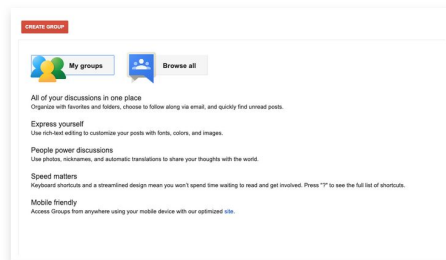 CREATE GROUP
My groups
Browse all
All of your discussions in one place
Organize with favorites and folders, choose to follow along via email, and quickly find unread posts.
Express yourself
Use rich-text editing to customize your posts with fonts, colors, and images.
People power discussions
Use photos, nicknames, and automatic translations to share your thoughts with the world.
Speed matters
Keyboard shortcuts and a streamlined design mean you won't spend time waiting to read and get involved. Press "?" to see the full list of shortcuts.
Mobile friendly
Access Groups from anywhere using your mobile device with our optimized site.